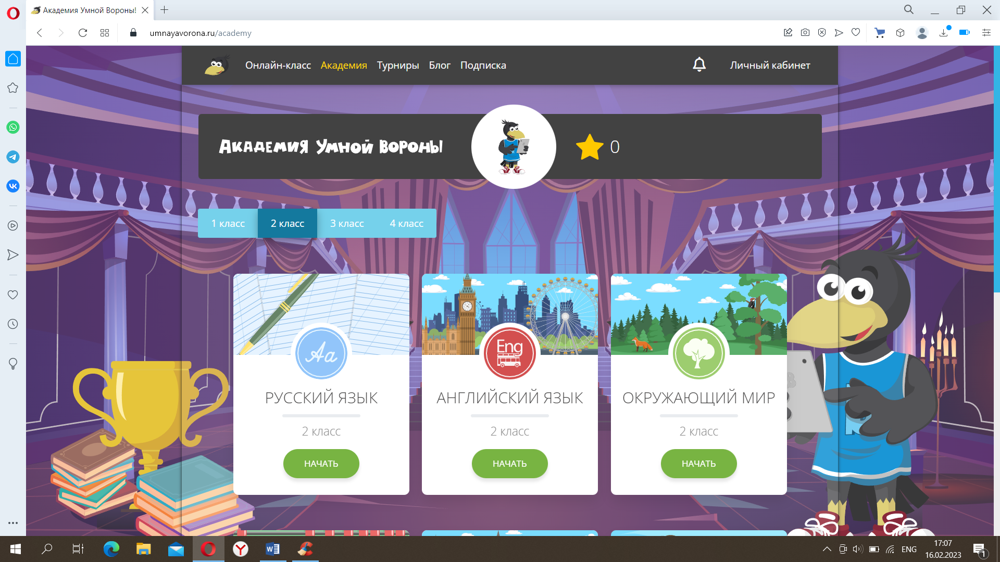 Академия Умной Вороны!
umnayavorona.ru/academy
Онлайн-класс Академия Турниры Блог Подписка Личный кабинет
Академия Умной Вороны
0
1 класс 2 класс 3 класс 4 класс
Aa Eng
РУССКИЙ ЯЗЫК АНГЛИЙСКИЙ ЯЗЫК ОКРУЖАЮЩИЙ МИР
2 класс 2 класс 2 класс
НАЧАТЬ НАЧАТЬ НАЧАТЬ
ENG
17:07
16.02.2023
1